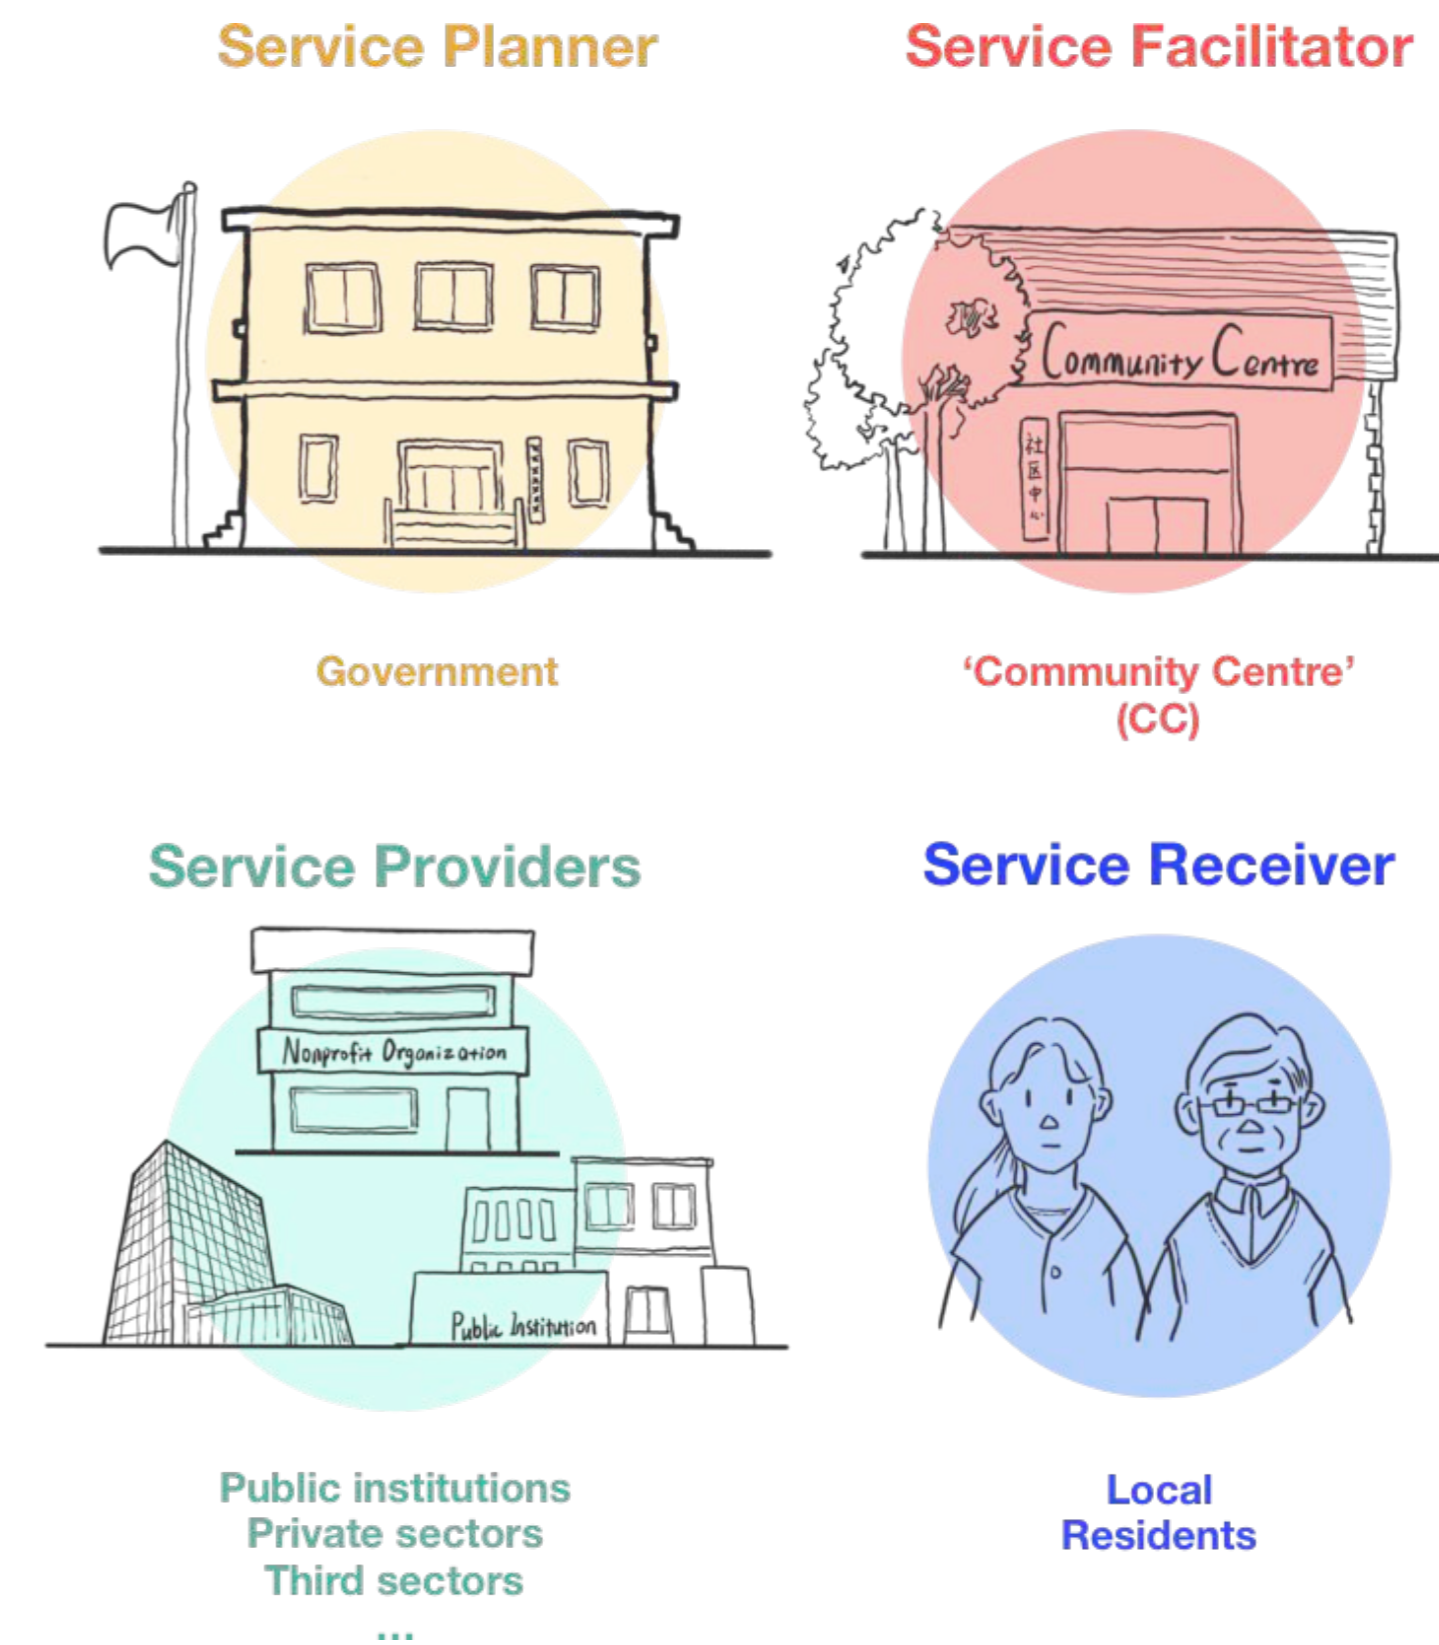 Service Planner
Service Facilitator
Community Centre
社区中心
Government
‘Community Centre’
(CC)
Service Providers
Service Receiver
Nonprofit Organization
Public Institution
Public institutions
Private sectors
Third sectors
...
Local
Residents